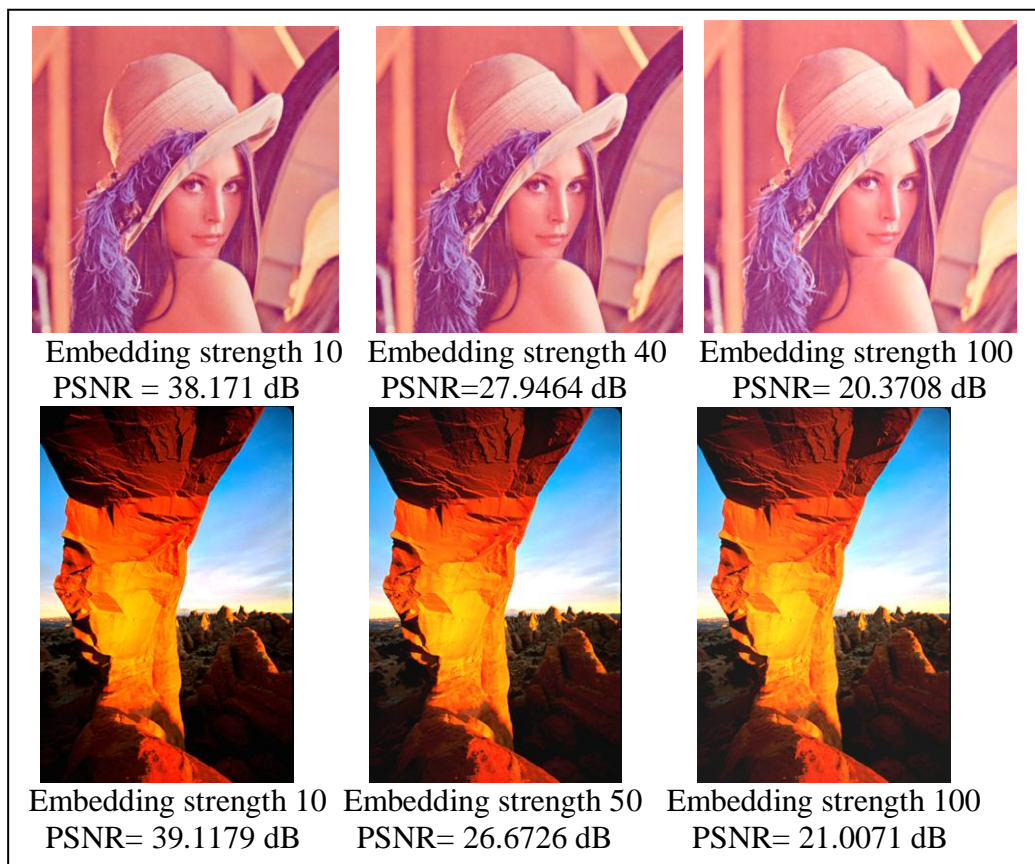 Embedding strength 10 Embedding strength 40 Embedding strength 100
PSNR = 38.171 dB PSNR=27.9464 dB PSNR= 20.3708 dB
Embedding strength 10 Embedding strength 50 Embedding strength 100
PSNR= 39.1179 dB PSNR= 26.6726 dB PSNR= 21.0071 dB